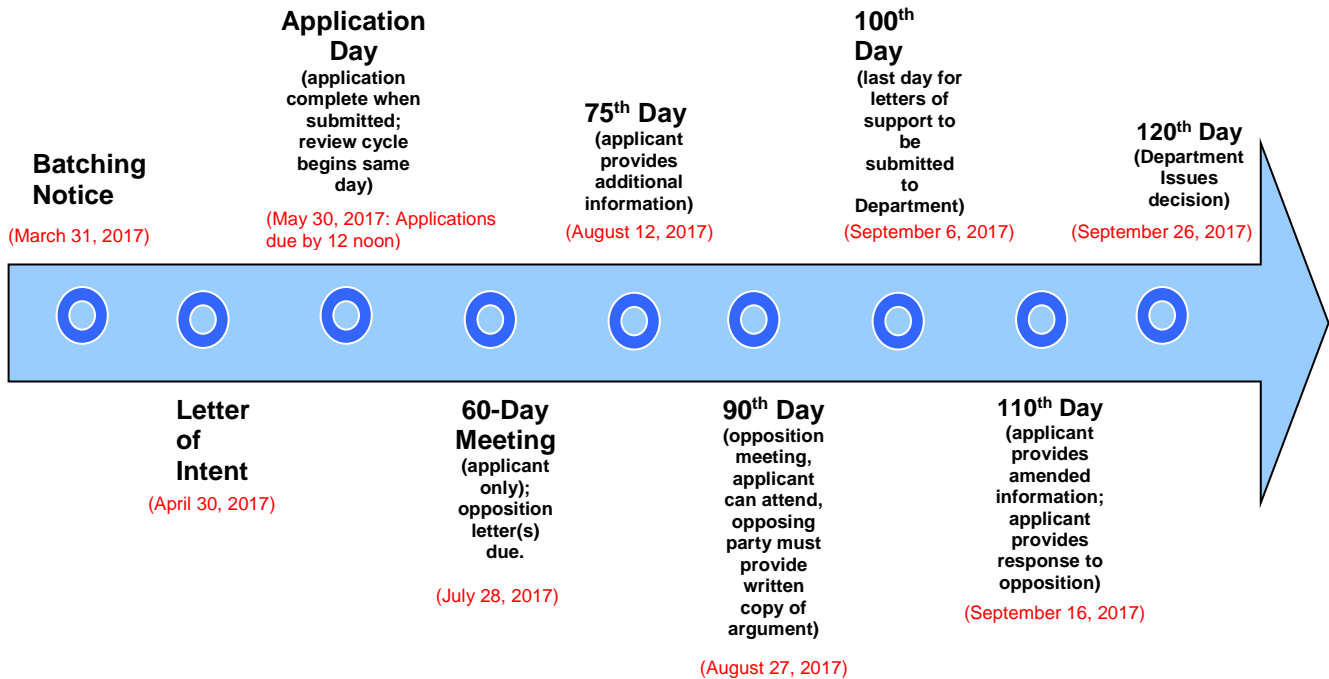 Batching
Notice
(March 31, 2017)
Letter
of
Intent
(April 30, 2017)
Application
Day
(application
complete when
submitted;
review cycle
begins same
day)
(May 30, 2017: Applications
due by 12 noon)
60-Day
Meeting
(applicant
only);
opposition
letter(s)
due.
(July 28, 2017)
75th Day
(applicant
provides
additional
information)
(August 12, 2017)
90th Day
(opposition
meeting,
applicant
can attend,
opposing
party must
provide
written
copy of
argument)
(August 27, 2017)
100th
Day
(last day for
letters of
support to
be
submitted
to
Department)
(September 6, 2017)
110th Day
(applicant
provides
amended
information;
applicant
provides
response to
opposition)
(September 16, 2017)
120th Day
(Department
Issues
decision)
(September 26, 2017)